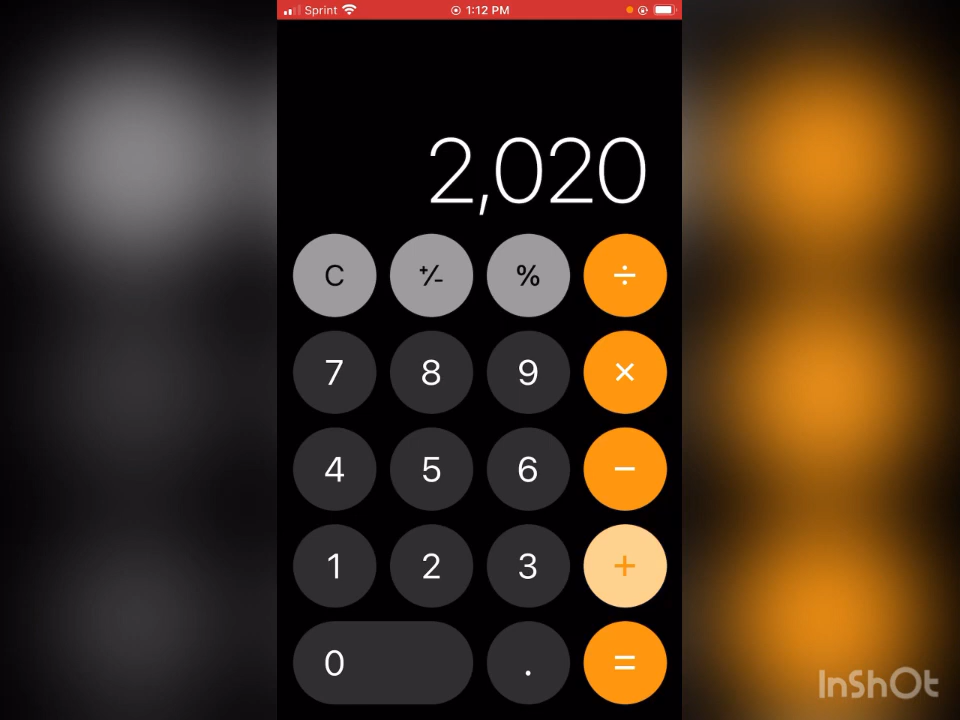 Sprint 1:12 PM
2,020
C +/- % ÷
7 8 9 ×
4 5 6 −
1 2 3 +
0 . =
InShOt